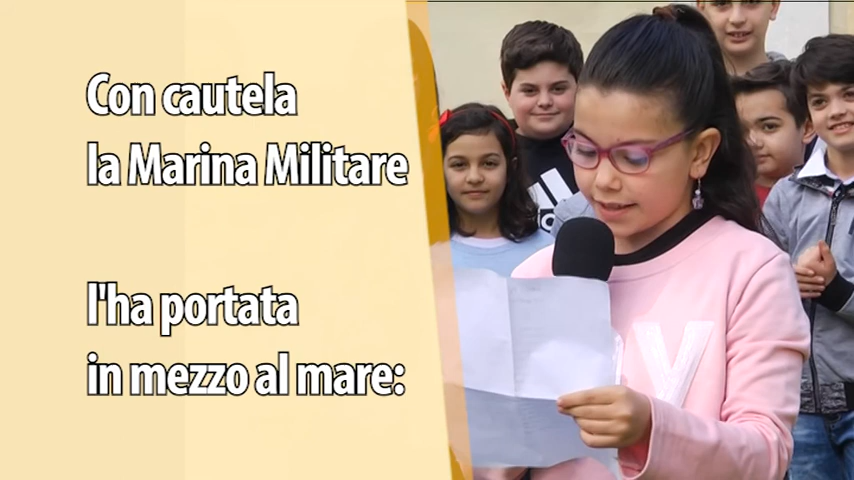 Con cautela
la Marina Militare
l'ha portata
in mezzo al mare: